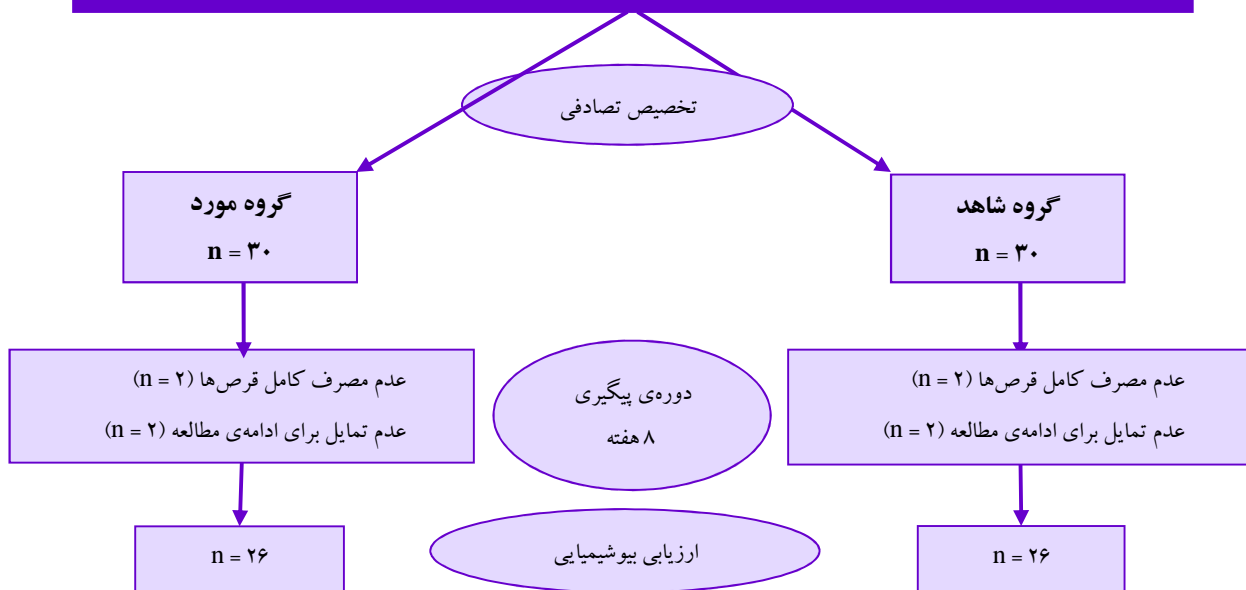 تخصیص تصادفی
گروه شاهد
n = ۳۰
گروه مورد
n = ۳۰
عدم مصرف کامل قرص‌ها (n = ۲)
عدم تمایل برای ادامه‌ی مطالعه (n = ۲)
دوره‌ی پیگیری
۸ هفته
عدم مصرف کامل قرص‌ها (n = ۲)
عدم تمایل برای ادامه‌ی مطالعه (n = ۲)
n = ۲۶
ارزیابی بیوشیمیایی
n = ۲۶